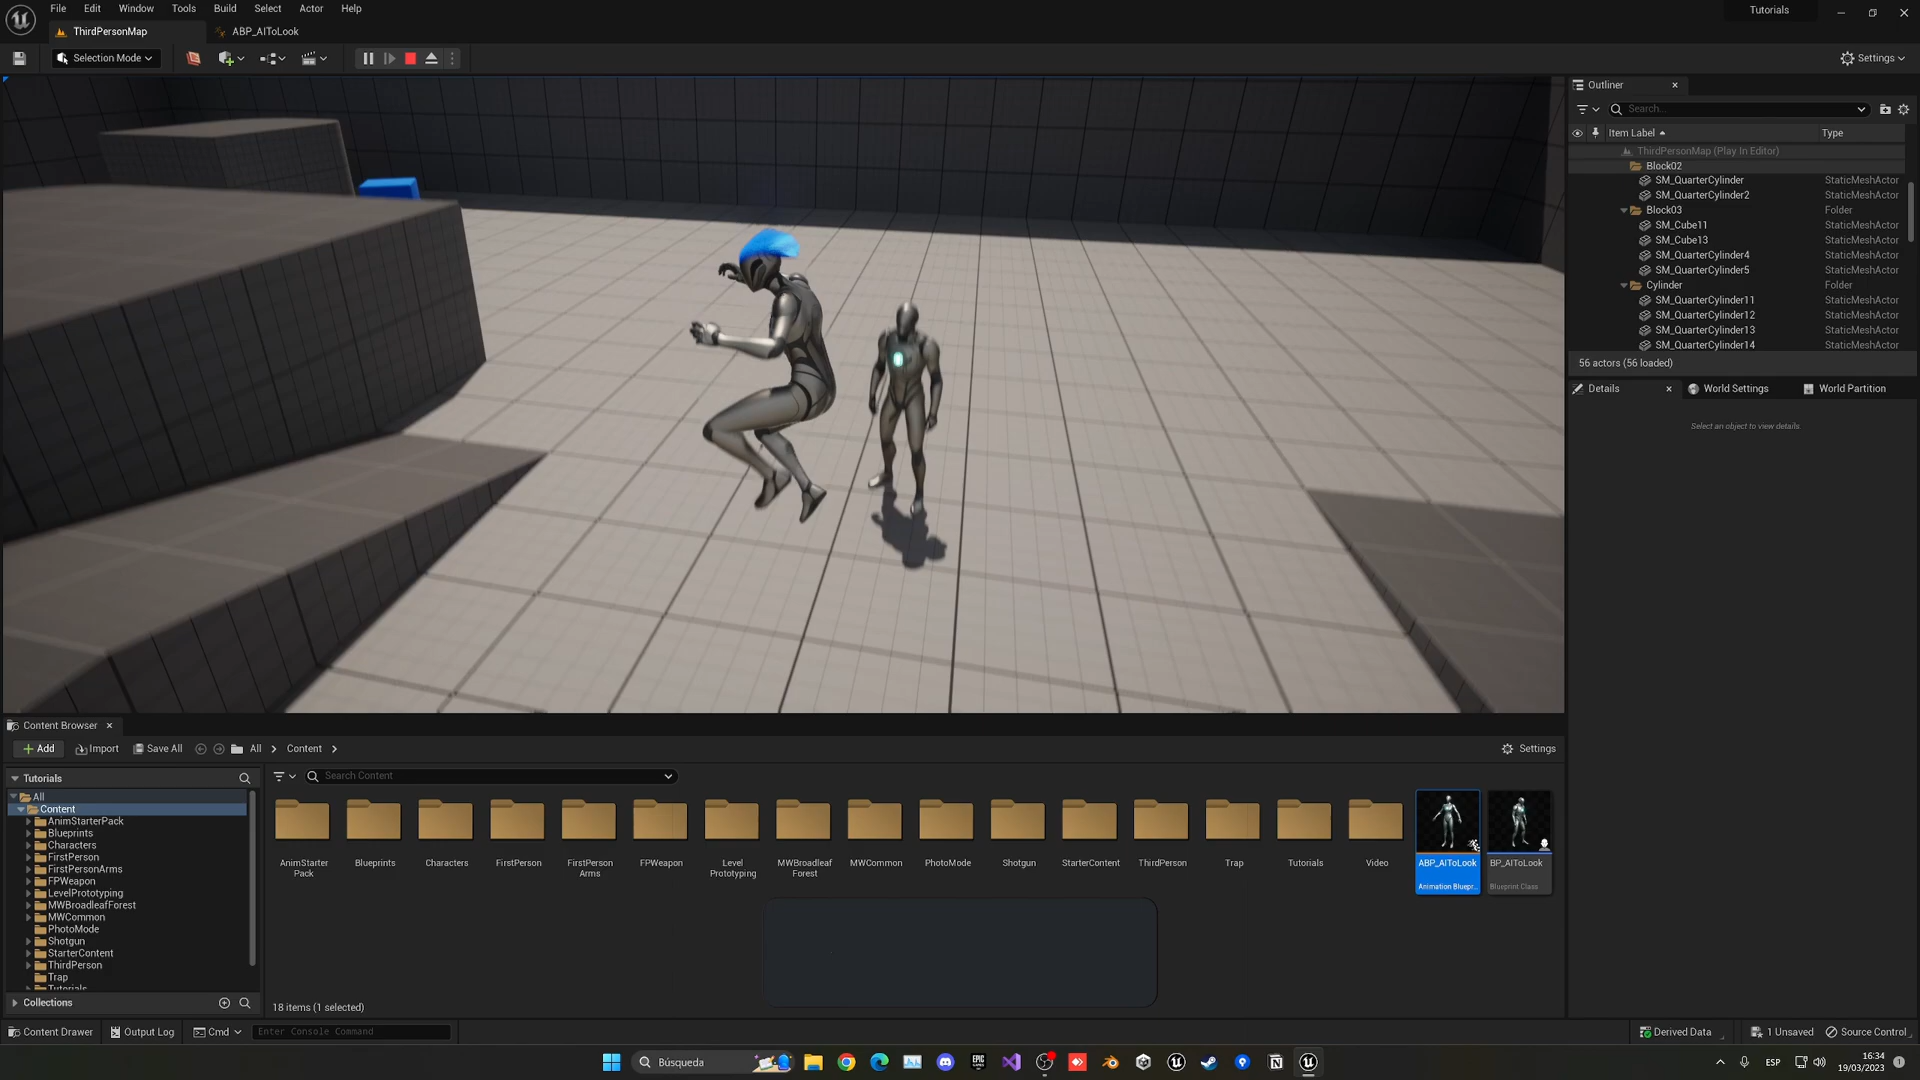 File Edit Window Tools Build Select Actor Help
Tutorials
ThirdPersonMap
ABP_AIToLook
Selection Mode
Settings
Outliner
Search...
Item Label
Type
ThirdPersonMap (Play In Editor)
Block02
SM_QuarterCylinder StaticMeshActor
SM_QuarterCylinder2 StaticMeshActor
Block03 Folder
SM_Cube11 StaticMeshActor
SM_Cube13 StaticMeshActor
SM_QuarterCylinder4 StaticMeshActor
SM_QuarterCylinder5 StaticMeshActor
Cylinder Folder
SM_QuarterCylinder11 StaticMeshActor
SM_QuarterCylinder12 StaticMeshActor
SM_QuarterCylinder13 StaticMeshActor
SM_QuarterCylinder14 StaticMeshActor
56 actors (56 loaded)
Details
World Settings
World Partition
Select an object to view details.
Content Browser
Add
Import
Save All
All
Content
Settings
Tutorials
All
Content
AnimStarterPack
Blueprints
Characters
FirstPerson
FirstPersonArms
FPWeapon
LevelPrototyping
MWBroadleafForest
MWCommon
PhotoMode
Shotgun
StarterContent
ThirdPerson
Trap
Tutorials
Collections
Search Content
AnimStarter
Pack
Blueprints
Characters
FirstPerson
FirstPerson
Arms
FPWeapon
Level
Prototyping
MWBroadleaf
Forest
MWCommon
PhotoMode
Shotgun
StarterContent
ThirdPerson
Trap
Tutorials
Video
ABP_AIToLook
Animation Bluepr...
BP_AIToLook
Blueprint Class
18 items (1 selected)
Content Drawer
Output Log
Cmd
Enter Console Command
Derived Data
1 Unsaved
Source Control
Búsqueda
ESP
16:34
19/03/2023